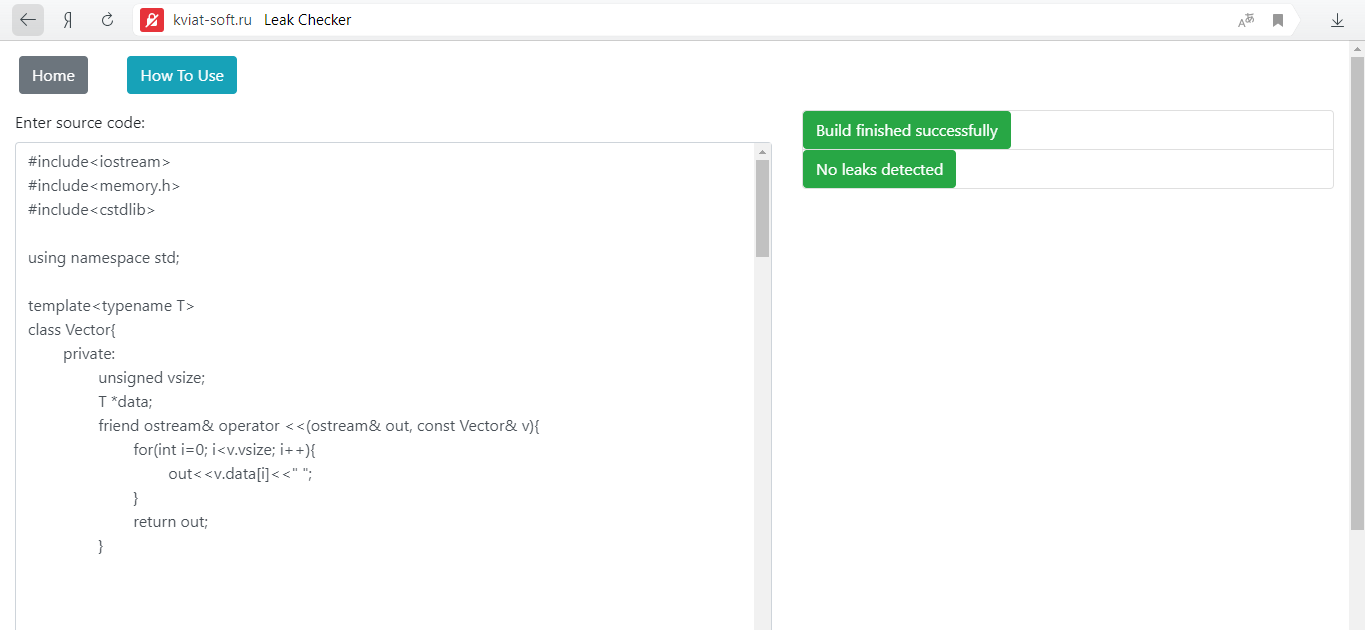 Я kviat-soft.ru Leak Checker
Home How To Use
Enter source code:
#include<iostream>
#include<memory.h>
#include<cstdlib>
using namespace std;
template<typename T>
class Vector{
private:
unsigned vsize;
T *data;
friend ostream& operator <<(ostream& out, const Vector& v){
for(int i=0; i<v.vsize; i++){
out<<v.data[i]<<" ";
}
return out;
}
Build finished successfully
No leaks detected